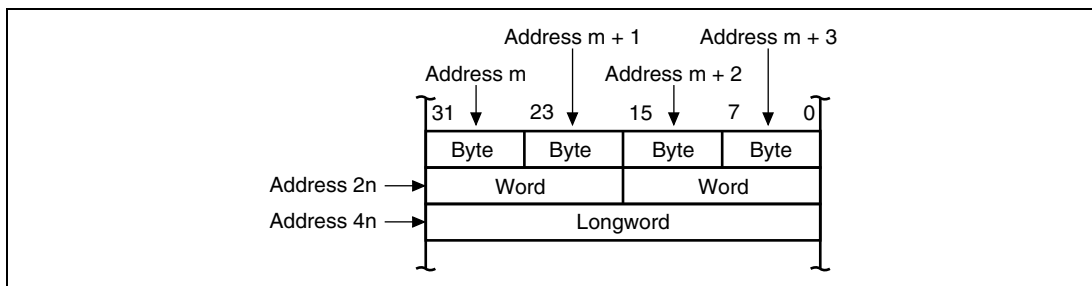 Address m + 1 Address m + 3
Address m Address m + 2
31 23 15 7 0
Byte Byte Byte Byte
Address 2n Word Word
Address 4n Longword